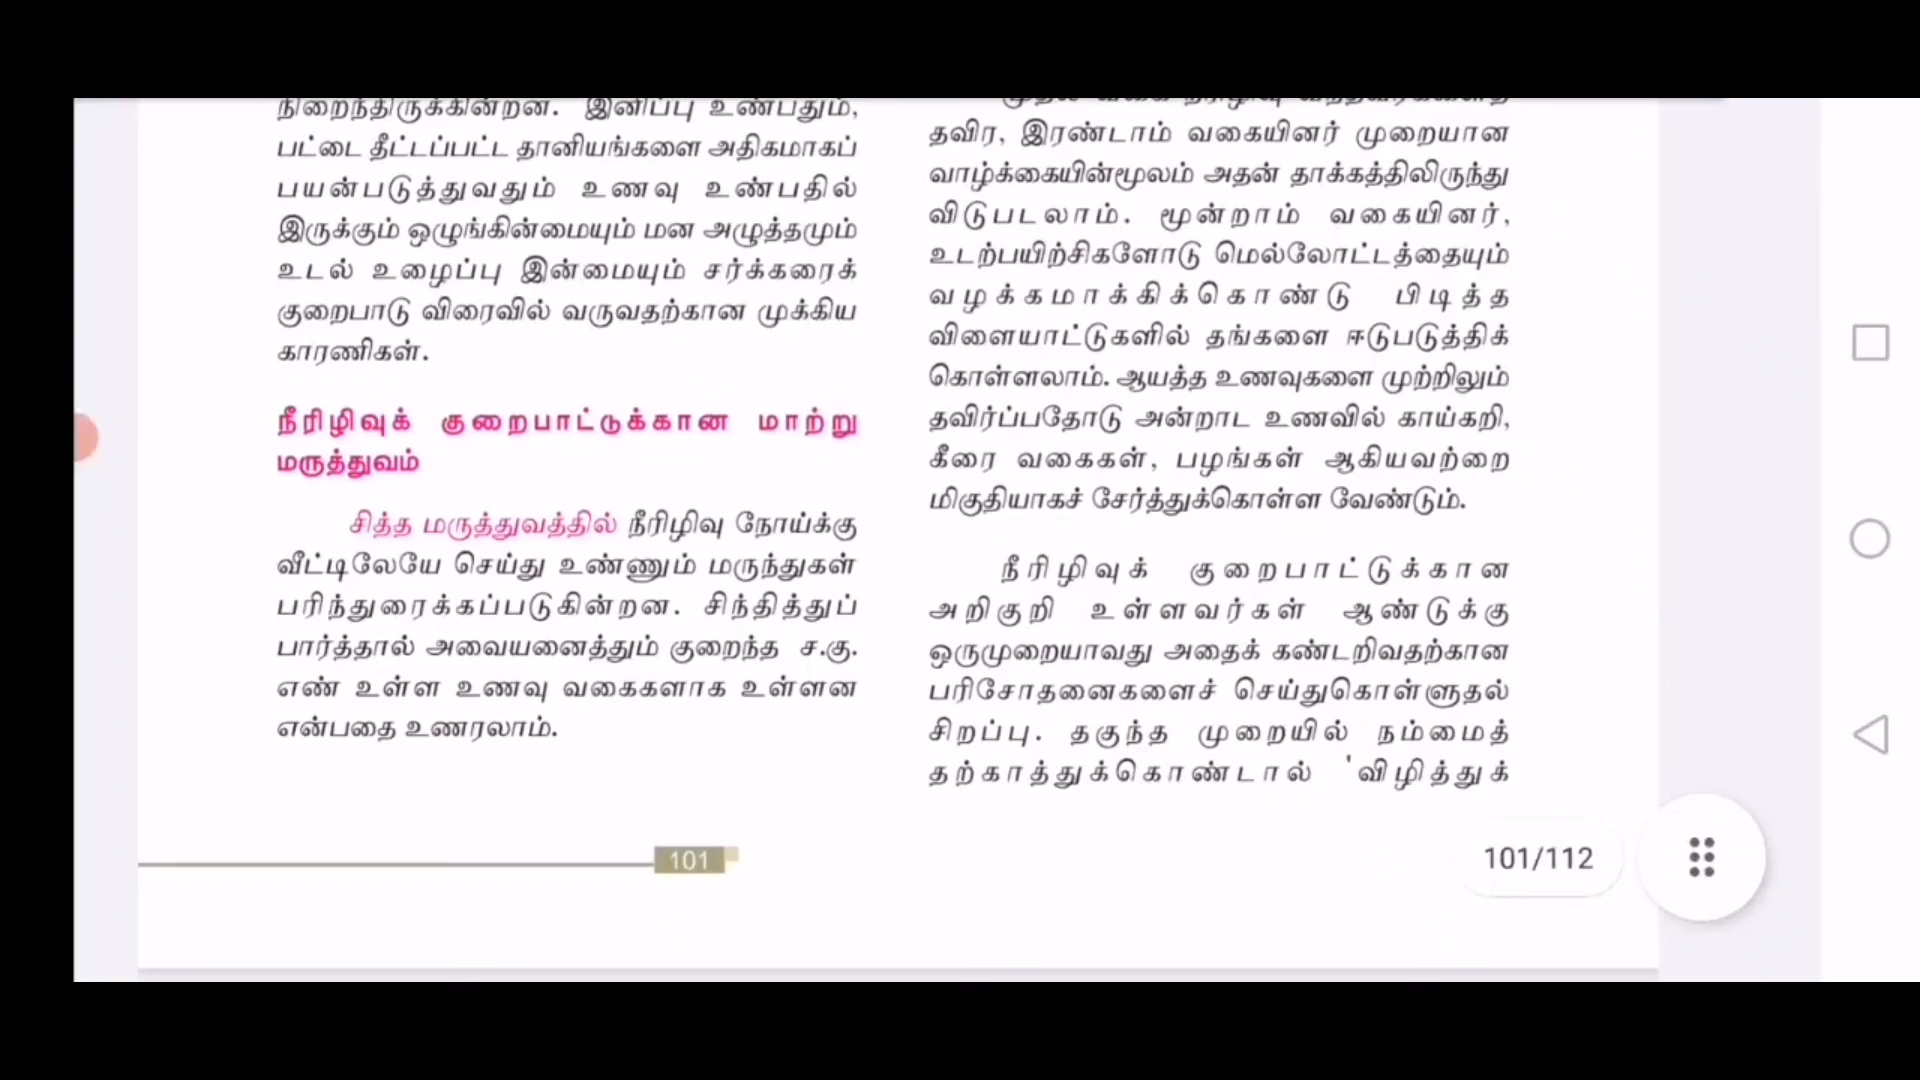 நிறைந்திருக்கின்றன. இனிப்பு உண்பதும்,
பட்டை தீட்டப்பட்ட தானியங்களை அதிகமாகப்
பயன்படுத்துவதும் உணவு உண்பதில்
இருக்கும் ஒழுங்கின்மையும் மன அழுத்தமும்
உடல் உழைப்பு இன்மையும் சர்க்கரைக்
குறைபாடு விரைவில் வருவதற்கான முக்கிய
காரணிகள்.
நீரிழிவுக் குறைபாட்டுக்கான மாற்று
மருத்துவம்
சித்த மருத்துவத்தில் நீரிழிவு நோய்க்கு
வீட்டிலேயே செய்து உண்ணும் மருந்துகள்
பரிந்துரைக்கப்படுகின்றன. சிந்தித்துப்
பார்த்தால் அவையனைத்தும் குறைந்த ச.கு.
எண் உள்ள உணவு வகைகளாக உள்ளன
என்பதை உணரலாம்.
தவிர, இரண்டாம் வகையினர் முறையான
வாழ்க்கையின்மூலம் அதன் தாக்கத்திலிருந்து
விடுபடலாம். மூன்றாம் வகையினர்,
உடற்பயிற்சிகளோடு மெல்லோட்டத்தையும்
வழக்கமாக்கிக்கொண்டு பிடித்த
விளையாட்டுகளில் தங்களை ஈடுபடுத்திக்
கொள்ளலாம். ஆயத்த உணவுகளை முற்றிலும்
தவிர்ப்பதோடு அன்றாட உணவில் காய்கறி,
கீரை வகைகள், பழங்கள் ஆகியவற்றை
மிகுதியாகச் சேர்த்துக்கொள்ள வேண்டும்.
நீரிழிவுக் குறைபாட்டுக்கான
அறிகுறி உள்ளவர்கள் ஆண்டுக்கு
ஒருமுறையாவது அதைக் கண்டறிவதற்கான
பரிசோதனைகளைச் செய்துகொள்ளுதல்
சிறப்பு. தகுந்த முறையில் நம்மைத்
தற்காத்துக்கொண்டால் 'விழித்துக்
101
101/112